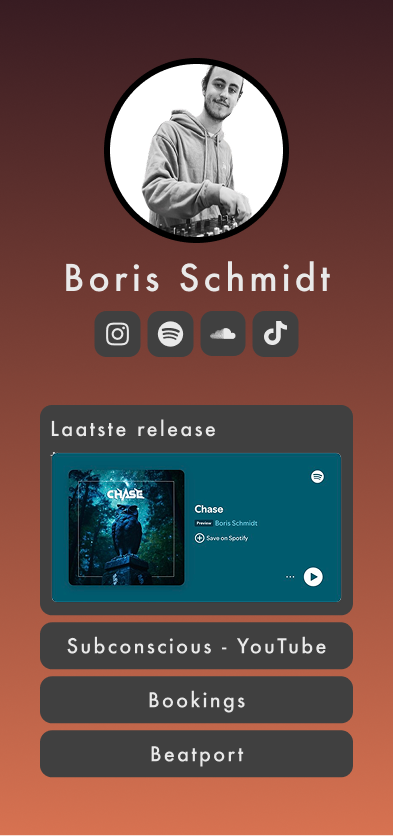 Boris Schmidt
Laatste release
CHASE
Chase
Preview Boris Schmidt
Save on Spotify
Subconscious - YouTube
Bookings
Beatport